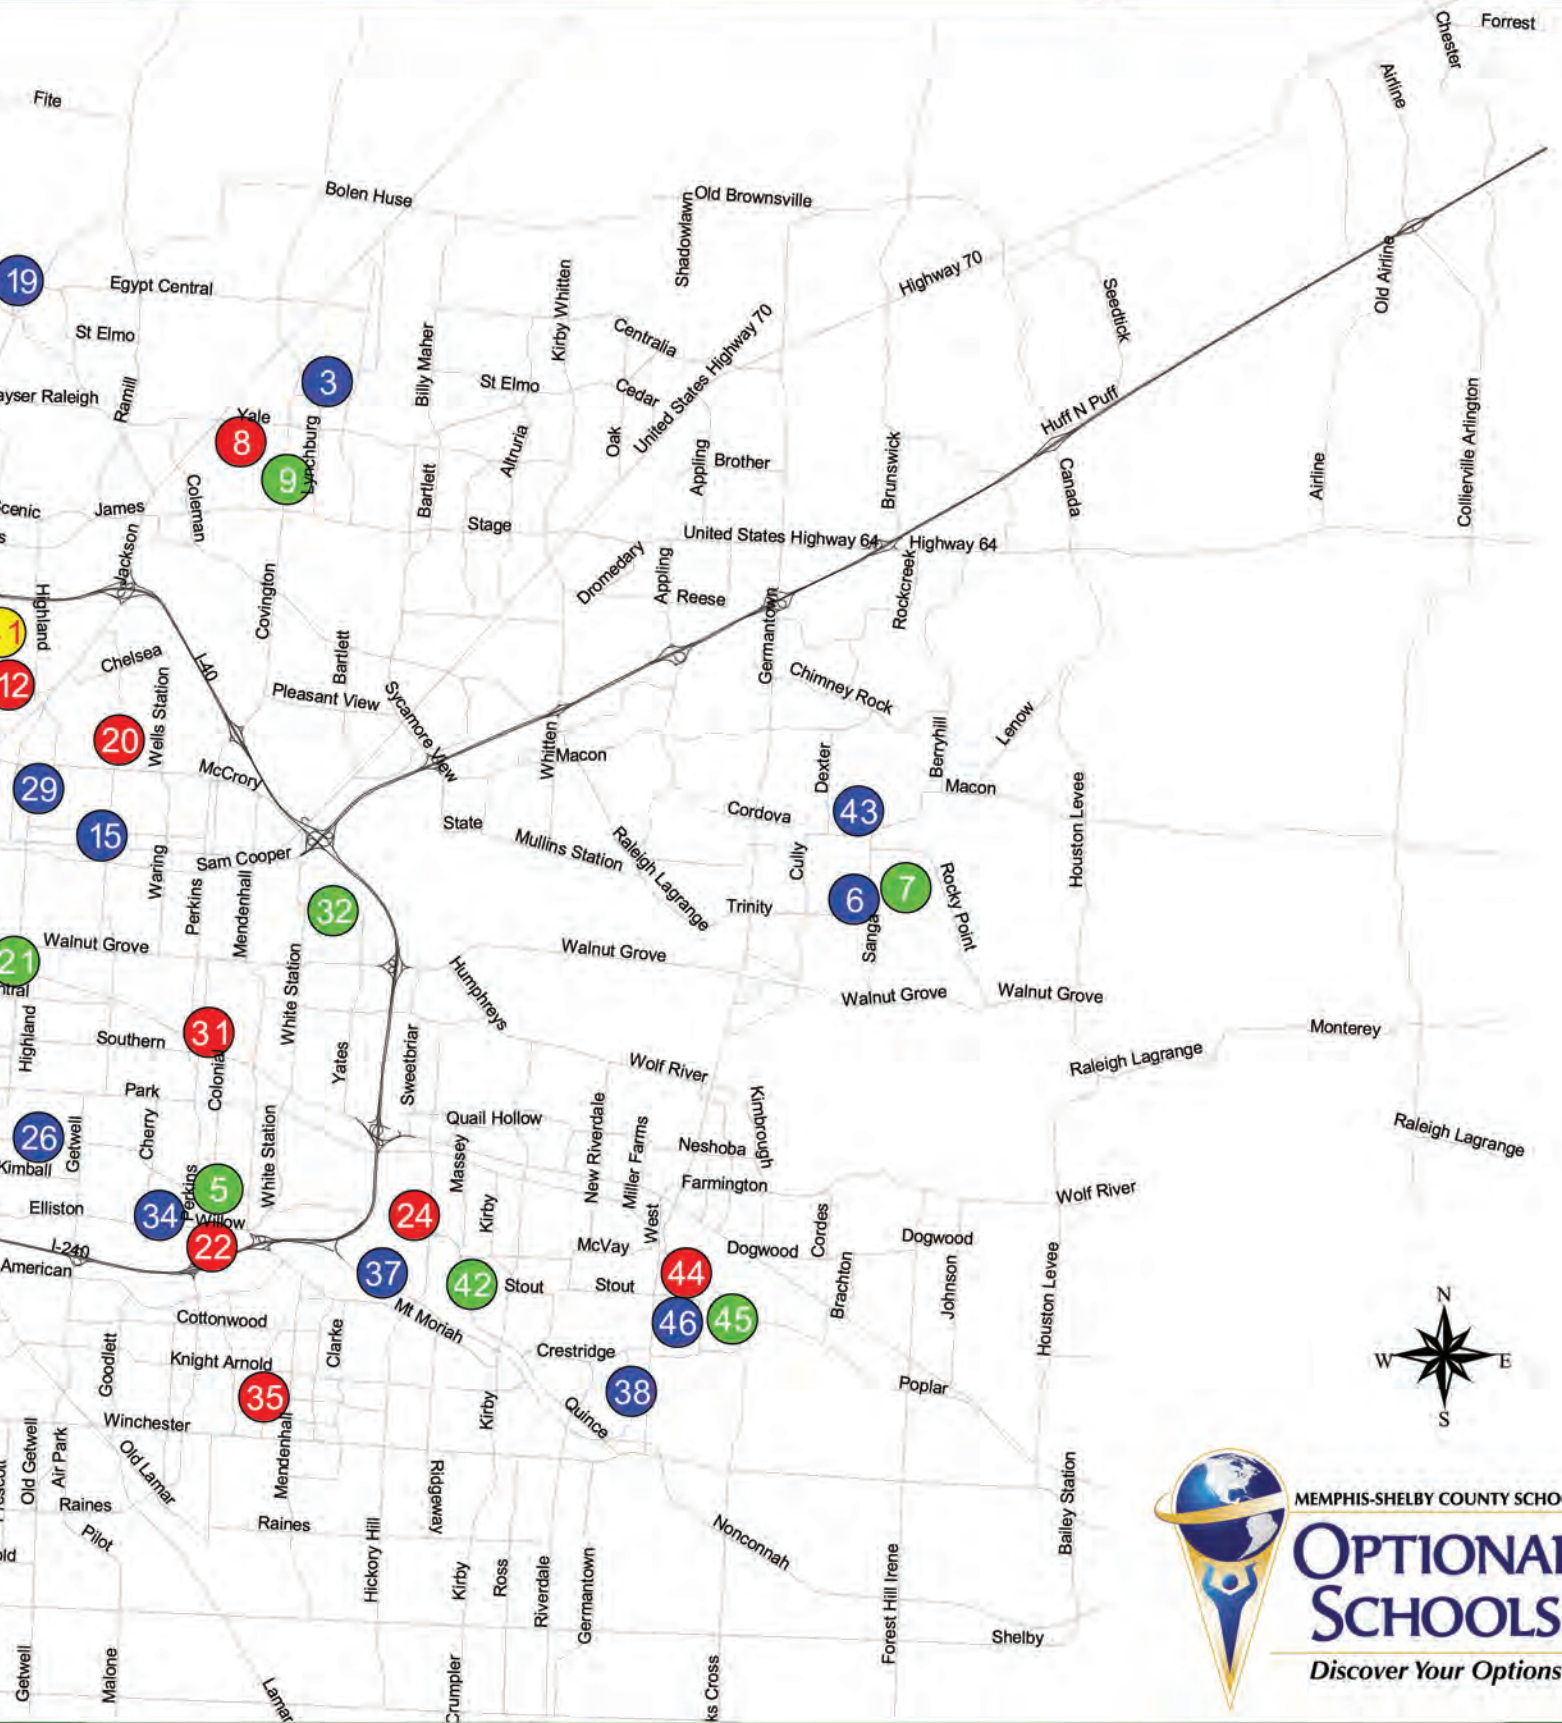 Chester
Forrest
Airline
Fite
Bolen Huse
Old Brownsville
Shadowlawn
Highway 70
Old Airline
19
Egypt Central
Kirby Whitten
Seedtick
St Elmo
Centralia
United States Highway 70
Billy Maher
3
ayser Raleigh
Ramill
St Elmo
Cedar
Huff N Puff
Collierville Arlington
Yale
8
Lynchburg
Altruria
Oak
Appling
Brother
Brunswick
Canada
Airline
9
Coleman
Bartlett
cenic
James
Stage
United States Highway 64
Highway 64
s
Jackson
Dromedary
Appling
Reese
Rockcreek
Highland
Covington
Germantown
1
Bartlett
Chelsea
I-40
12
Pleasant View
Sycamore View
Chimney Rock
Wells Station
20
Whitten
Macon
Berryhill
Lenow
McCrory
29
Dexter
Macon
Houston Levee
15
State
Mullins Station
Raleigh Lagrange
Cordova
43
Sam Cooper
Waring
Perkins
Mendenhall
Cully
Rocky Point
32
Trinity
6
7
Sanga
21
Walnut Grove
White Station
Walnut Grove
Humphreys
Walnut Grove
Walnut Grove
ntral
Highland
Southern
31
Colonial
Yates
Sweetbriar
Wolf River
Monterey
Raleigh Lagrange
Park
Kimbrough
Raleigh Lagrange
26
Getwell
Cherry
White Station
Quail Hollow
Massey
New Riverdale
Miller Farms
Neshoba
Kimball
Perkins
5
Farmington
Wolf River
Elliston
34
Willow
24
Kirby
West
Cordes
I-240
22
McVay
Dogwood
Dogwood
American
37
42
Stout
Stout
44
Brachton
Johnson
Houston Levee
Cottonwood
Mt Moriah
46
45
N
W
E
S
Goodlett
Knight Arnold
Clarke
Crestridge
35
38
Poplar
Winchester
Kirby
Quince
Old Getwell
Air Park
Old Lamar
Mendenhall
Ridgeway
Bailey Station
Raines
Raines
Pilot
Nonconnah
old
Hickory Hill
Kirby
Ross
Riverdale
Germantown
Forest Hill Irene
Shelby
Getwell
Malone
Lamar
Crumpler
ks Cross
MEMPHIS-SHELBY COUNTY SCHO
OPTIONAL
SCHOOLS
Discover Your Options